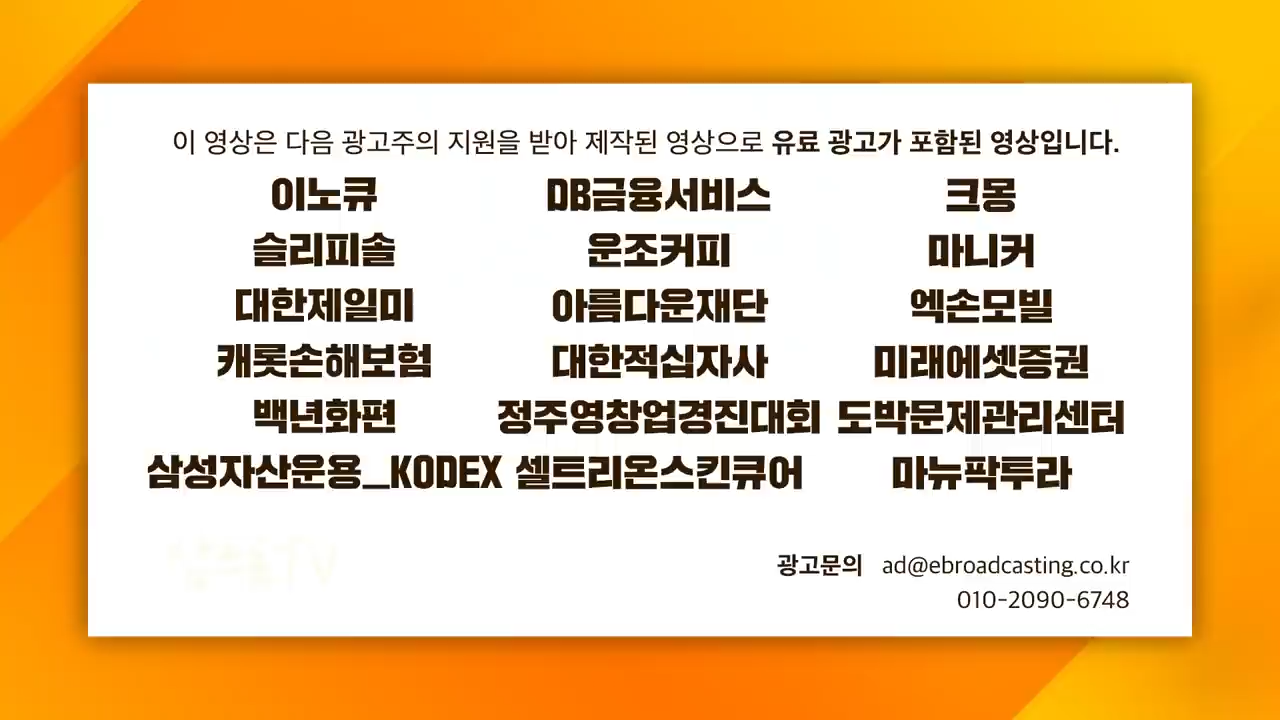 이 영상은 다음 광고주의 지원을 받아 제작된 영상으로 유료 광고가 포함된 영상입니다.
이노큐 DB금융서비스 크몽
슬리피솔 운조커피 마니커
대한제일미 아름다운재단 엑손모빌
캐롯손해보험 대한적십자사 미래에셋증권
백년화편 정주영창업경진대회 도박문제관리센터
삼성자산운용_KODEX 셀트리온스킨큐어 마뉴팍투라
광고문의 ad@ebroadcasting.co.kr
010-2090-6748